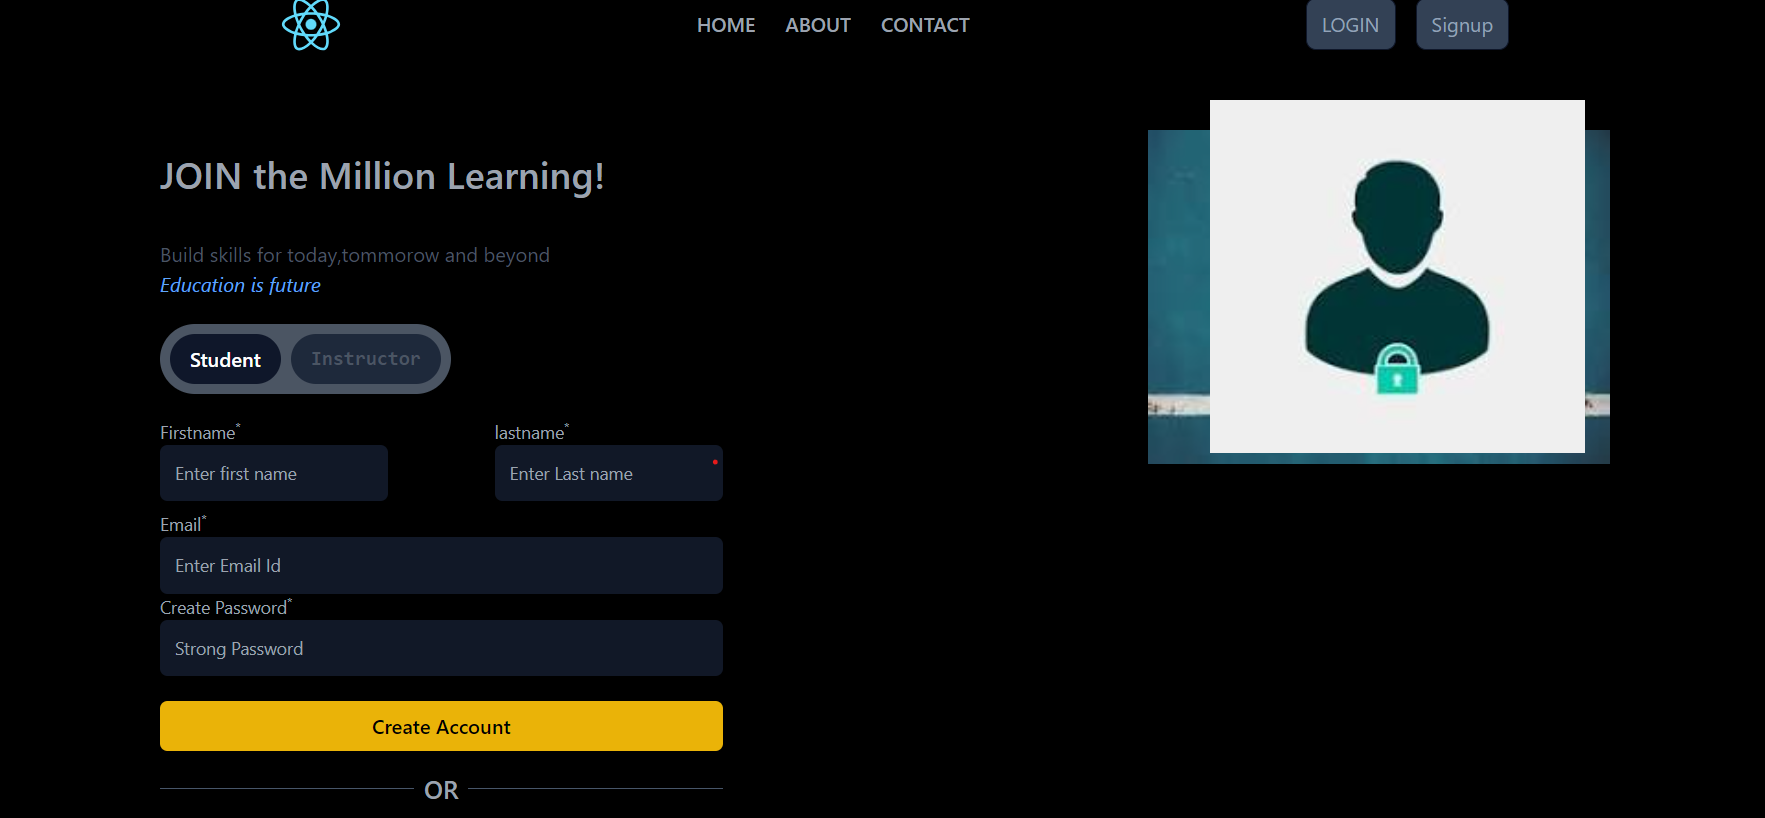 HOME ABOUT CONTACT LOGIN Signup
JOIN the Million Learning!
Build skills for today,tommorow and beyond
Education is future
Student Instructor
Firstname* lastname*
Enter first name Enter Last name
Email*
Enter Email Id
Create Password*
Strong Password
Create Account
OR